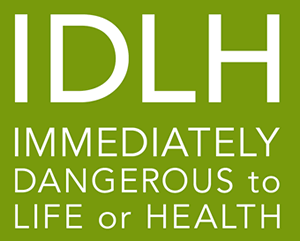 IDLH
IMMEDIATELY
DANGEROUS to
LIFE or HEALTH